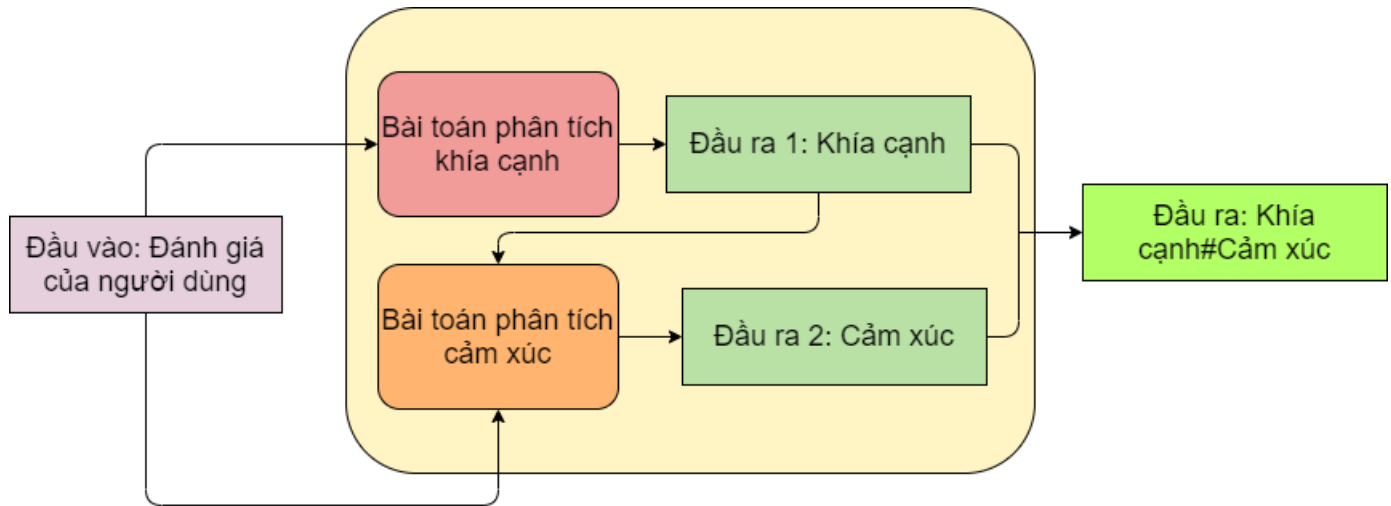 Đầu vào: Đánh giá
của người dùng
Bài toán phân tích
khía cạnh
Đầu ra 1: Khía cạnh
Bài toán phân tích
cảm xúc
Đầu ra 2: Cảm xúc
Đầu ra: Khía
cạnh#Cảm xúc